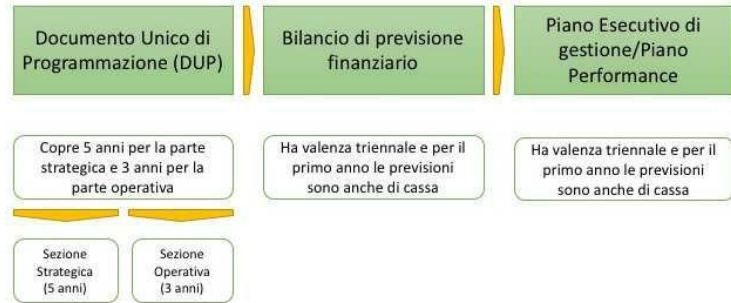 Documento Unico di
Programmazione (DUP)
Bilancio di previsione
finanziario
Piano Esecutivo di
gestione/Piano
Performance
Copre 5 anni per la parte
strategica e 3 anni per la
parte operativa
Ha valenza triennale e per il
primo anno le previsioni
sono anche di cassa
Ha valenza triennale e per il
primo anno le previsioni
sono anche di cassa
Sezione
Strategica
(5 anni)
Sezione
Operativa
(3 anni)